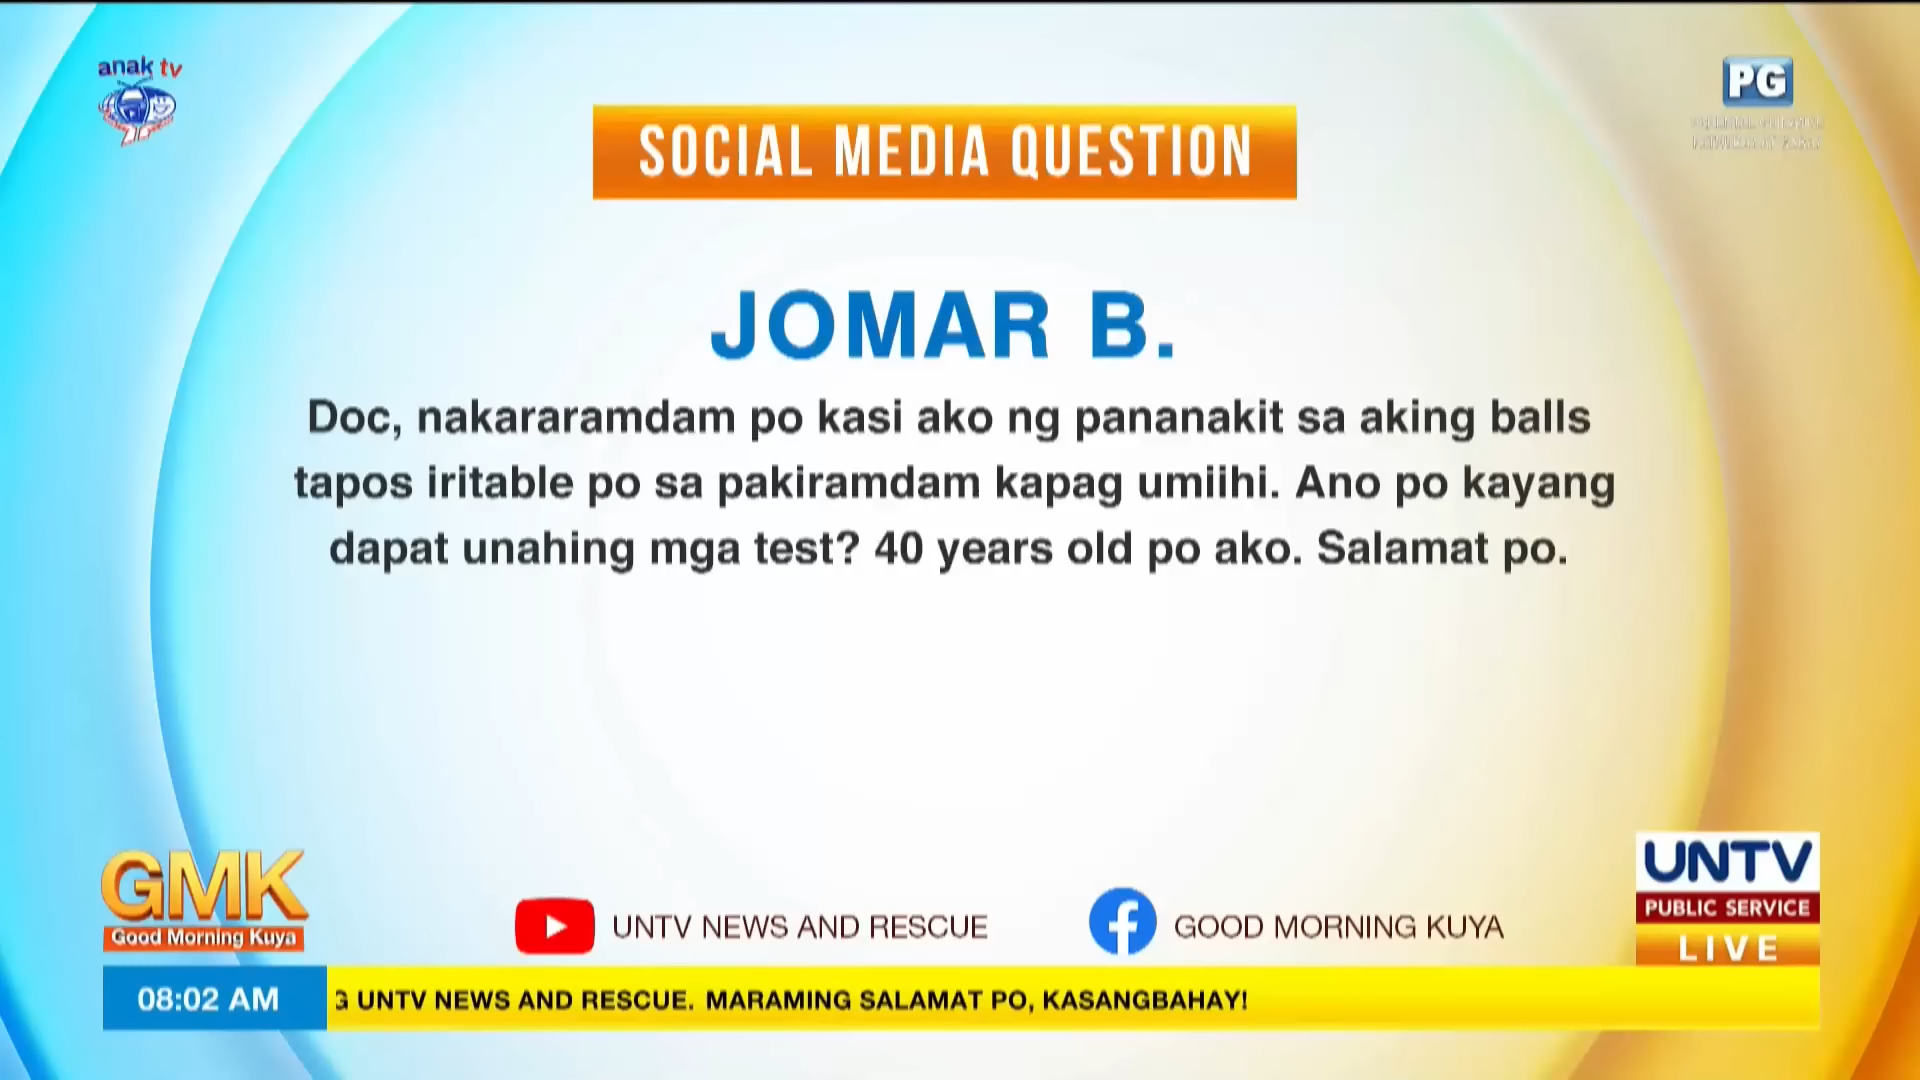 anak tv
PG
SOCIAL MEDIA QUESTION
JOMAR B.
Doc, nakararamdam po kasi ako ng pananakit sa aking balls
tapos iritable po sa pakiramdam kapag umiihi. Ano po kayang
dapat unahing mga test? 40 years old po ako. Salamat po.
GMK
Good Morning Kuya
UNTV NEWS AND RESCUE
GOOD MORNING KUYA
UNTV
PUBLIC SERVICE
LIVE
08:02 AM
G UNTV NEWS AND RESCUE. MARAMING SALAMAT PO, KASANGBAHAY!